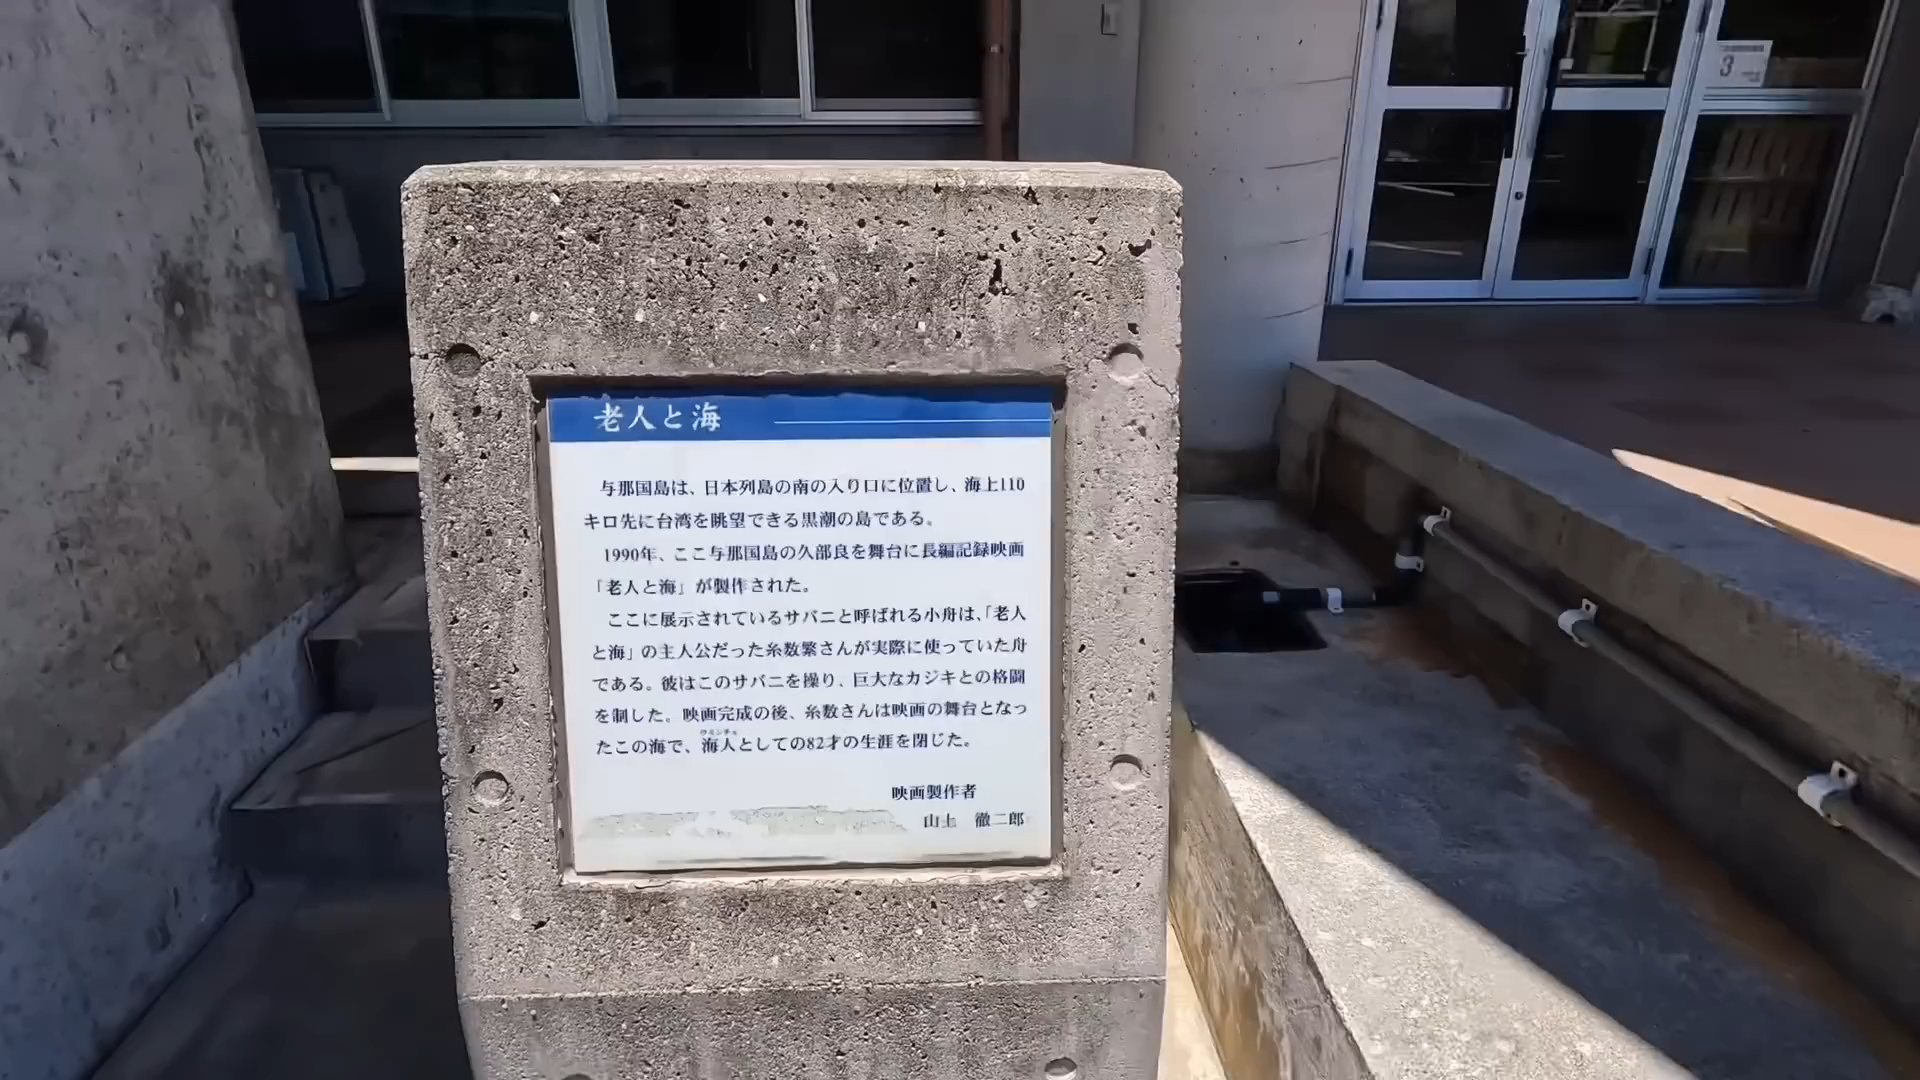 老人と海
与那国島は、日本列島の南の入り口に位置し、海上110
キロ先に台湾を眺望できる黒潮の島である。
1990年、ここ与那国島の久部良を舞台に長編記録映画
「老人と海」が製作された。
ここに展示されているサバニと呼ばれる小舟は、「老人
と海」の主人公だった糸数繁さんが実際に使っていた舟
である。彼はこのサバニを操り、巨大なカジキとの格闘
を制した。映画完成の後、糸数さんは映画の舞台となっ
たこの海で、海人としての82才の生涯を閉じた。
映画製作者
山上 徹二郎
3